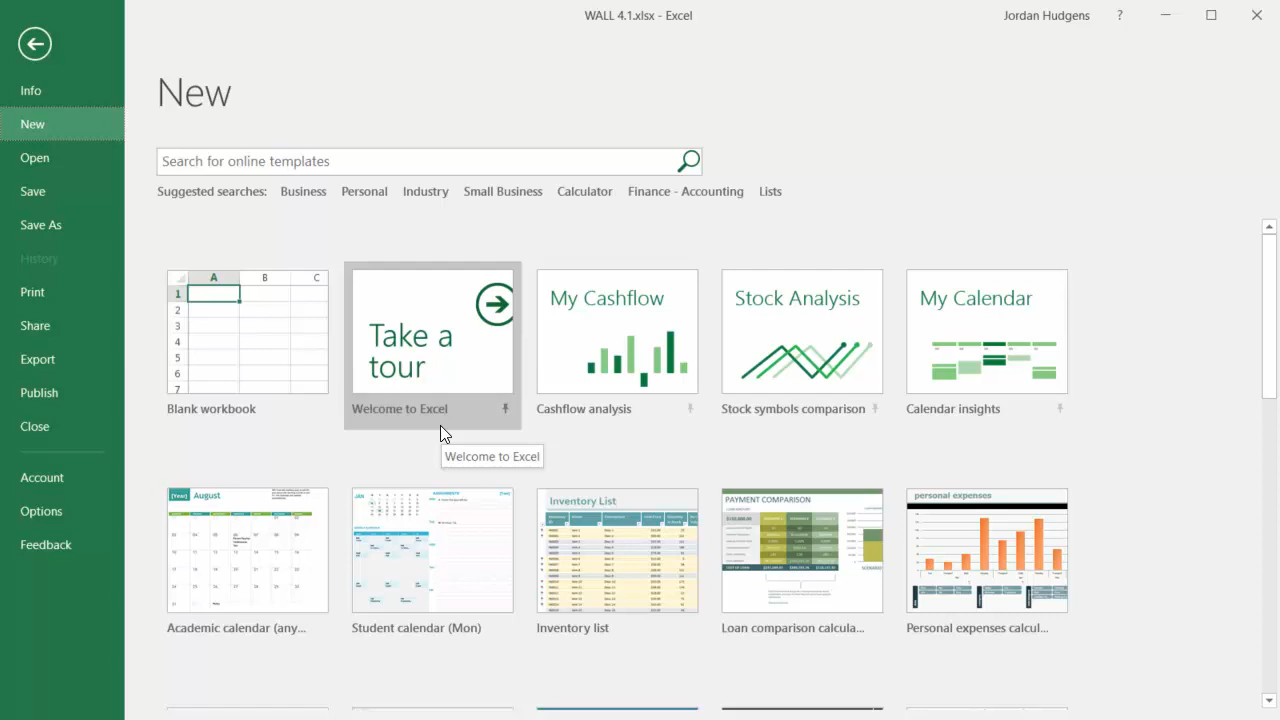 WALL 4.1.xlsx - Excel
Jordan Hudgens
?
Info
New
Open
Save
Save As
History
Print
Share
Export
Publish
Close
Account
Options
Feedback
New
Search for online templates
Suggested searches: Business Personal Industry Small Business Calculator Finance - Accounting Lists
A B C
1
2
3
4
5
6
7
Blank workbook
Take a
tour
Welcome to Excel
Welcome to Excel
My Cashflow
Cashflow analysis
Stock Analysis
Stock symbols comparison
My Calendar
Calendar insights
[Year] August
Academic calendar (any...
JAN
Student calendar (Mon)
Inventory List
Inventory list
PAYMENT COMPARISON
Loan comparison calcula...
personal expenses
Personal expenses calcul...